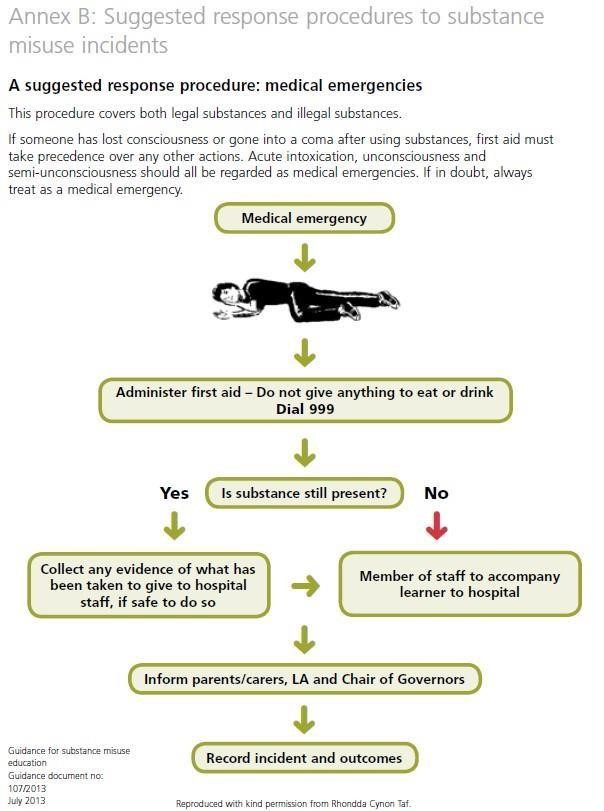 Annex B: Suggested response procedures to substance
misuse incidents
A suggested response procedure: medical emergencies
This procedure covers both legal substances and illegal substances.
If someone has lost consciousness or gone into a coma after using substances, first aid must
take precedence over any other actions. Acute intoxication, unconsciousness and
semi-unconsciousness should all be regarded as medical emergencies. If in doubt, always
treat as a medical emergency.
Medical emergency
Administer first aid – Do not give anything to eat or drink
Dial 999
Is substance still present?
Yes
No
Collect any evidence of what has
been taken to give to hospital
staff, if safe to do so
Member of staff to accompany
learner to hospital
Inform parents/carers, LA and Chair of Governors
Record incident and outcomes
Guidance for substance misuse
education
Guidance document no:
107/2013
July 2013
Reproduced with kind permission from Rhondda Cynon Taf.